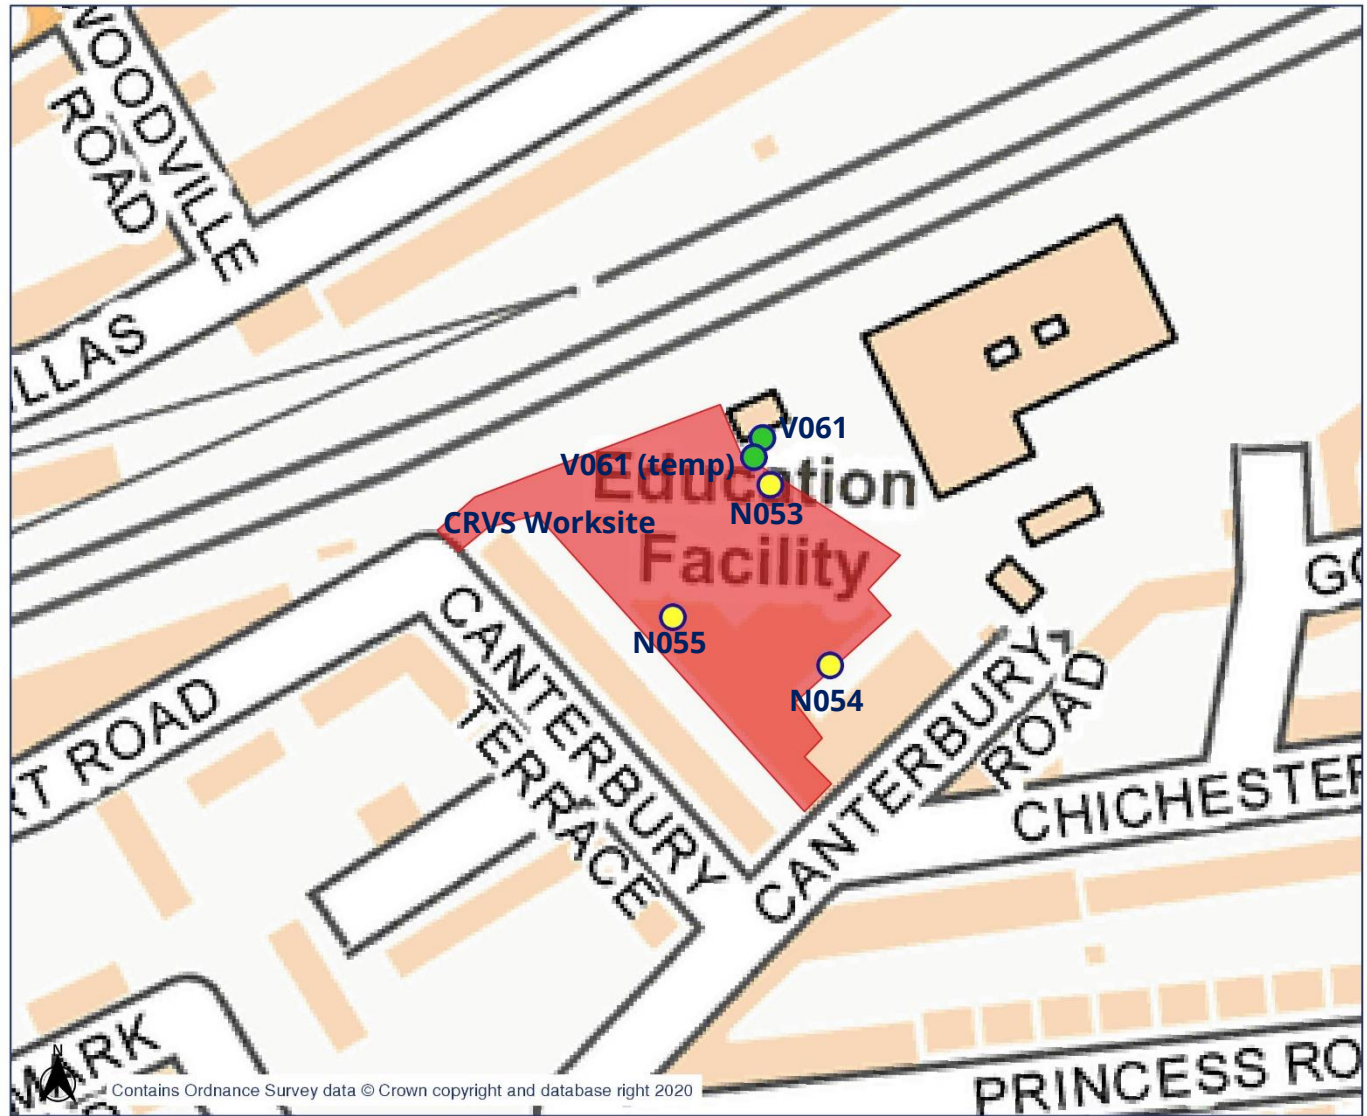 WOODVILLE
ROAD
ILLAS
V061
V061 (temp)
Education
N053
CRVS Worksite
Facility
N055
N054
CANTERBURY
TERRACE
RT ROAD
CANTERBURY
ROAD
CHICHESTER
GO
MARK
N
Contains Ordnance Survey data © Crown copyright and database right 2020
PRINCESS RO